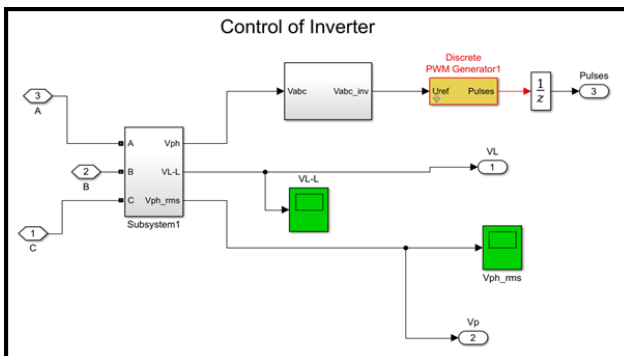 Control of Inverter
Discrete
PWM Generator1
Vabc
Vabc_inv
Uref
Pulses
1
z
Pulses
3
3
A
A
Vph
2
B
B
VL-L
C
Vph_rms
Subsystem1
1
C
VL
1
VL-L
Vph_rms
Vp
2